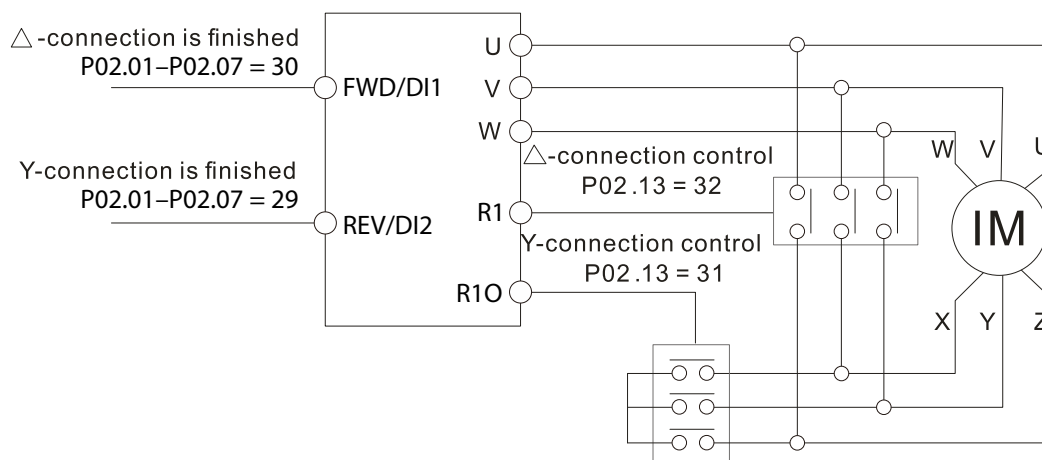 △-connection is finished
P02.01–P02.07 = 30
FWD/DI1
Y-connection is finished
P02.01–P02.07 = 29
REV/DI2
U
V
W
R1
R1O
△-connection control
P02.13 = 32
Y-connection control
P02.13 = 31
W V U
IM
X Y Z